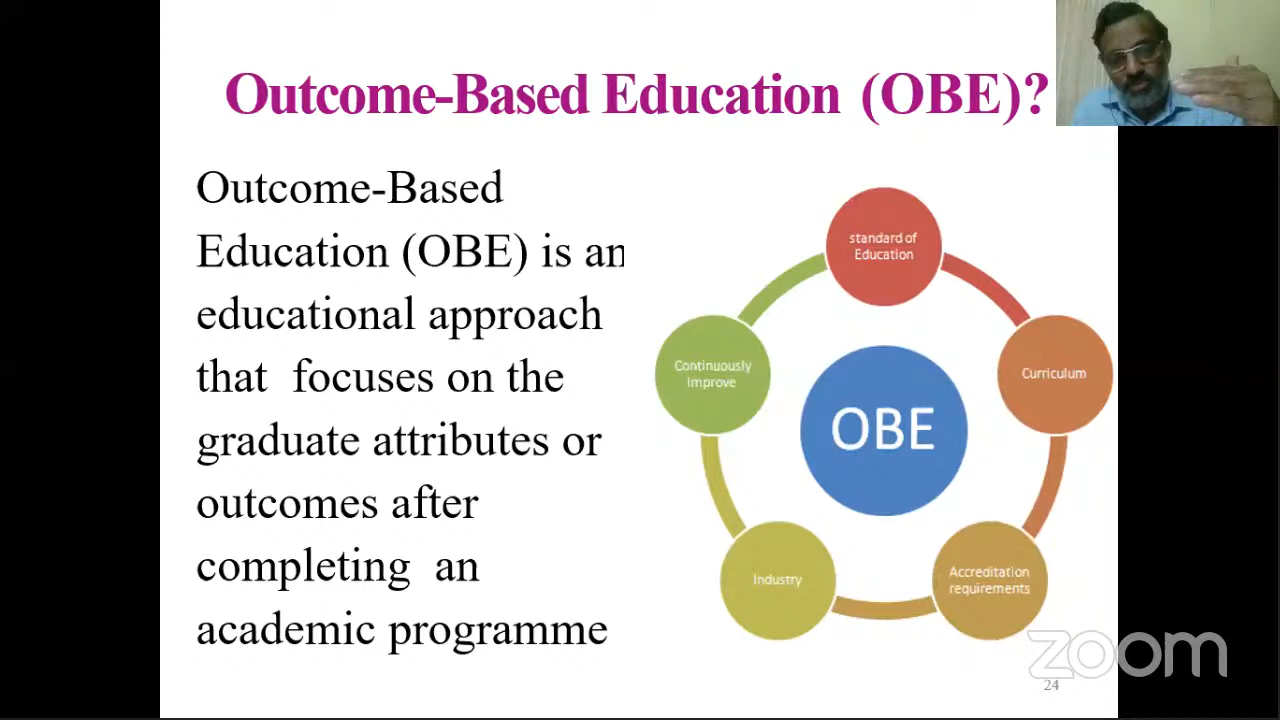 Outcome-Based Education (OBE)?
Outcome-Based
Education (OBE) is an
educational approach
that focuses on the
graduate attributes or
outcomes after
completing an
academic programme
standard of
Education
Continuously
Improve
Curriculum
OBE
Industry
Accreditation
requirements
zoom
24